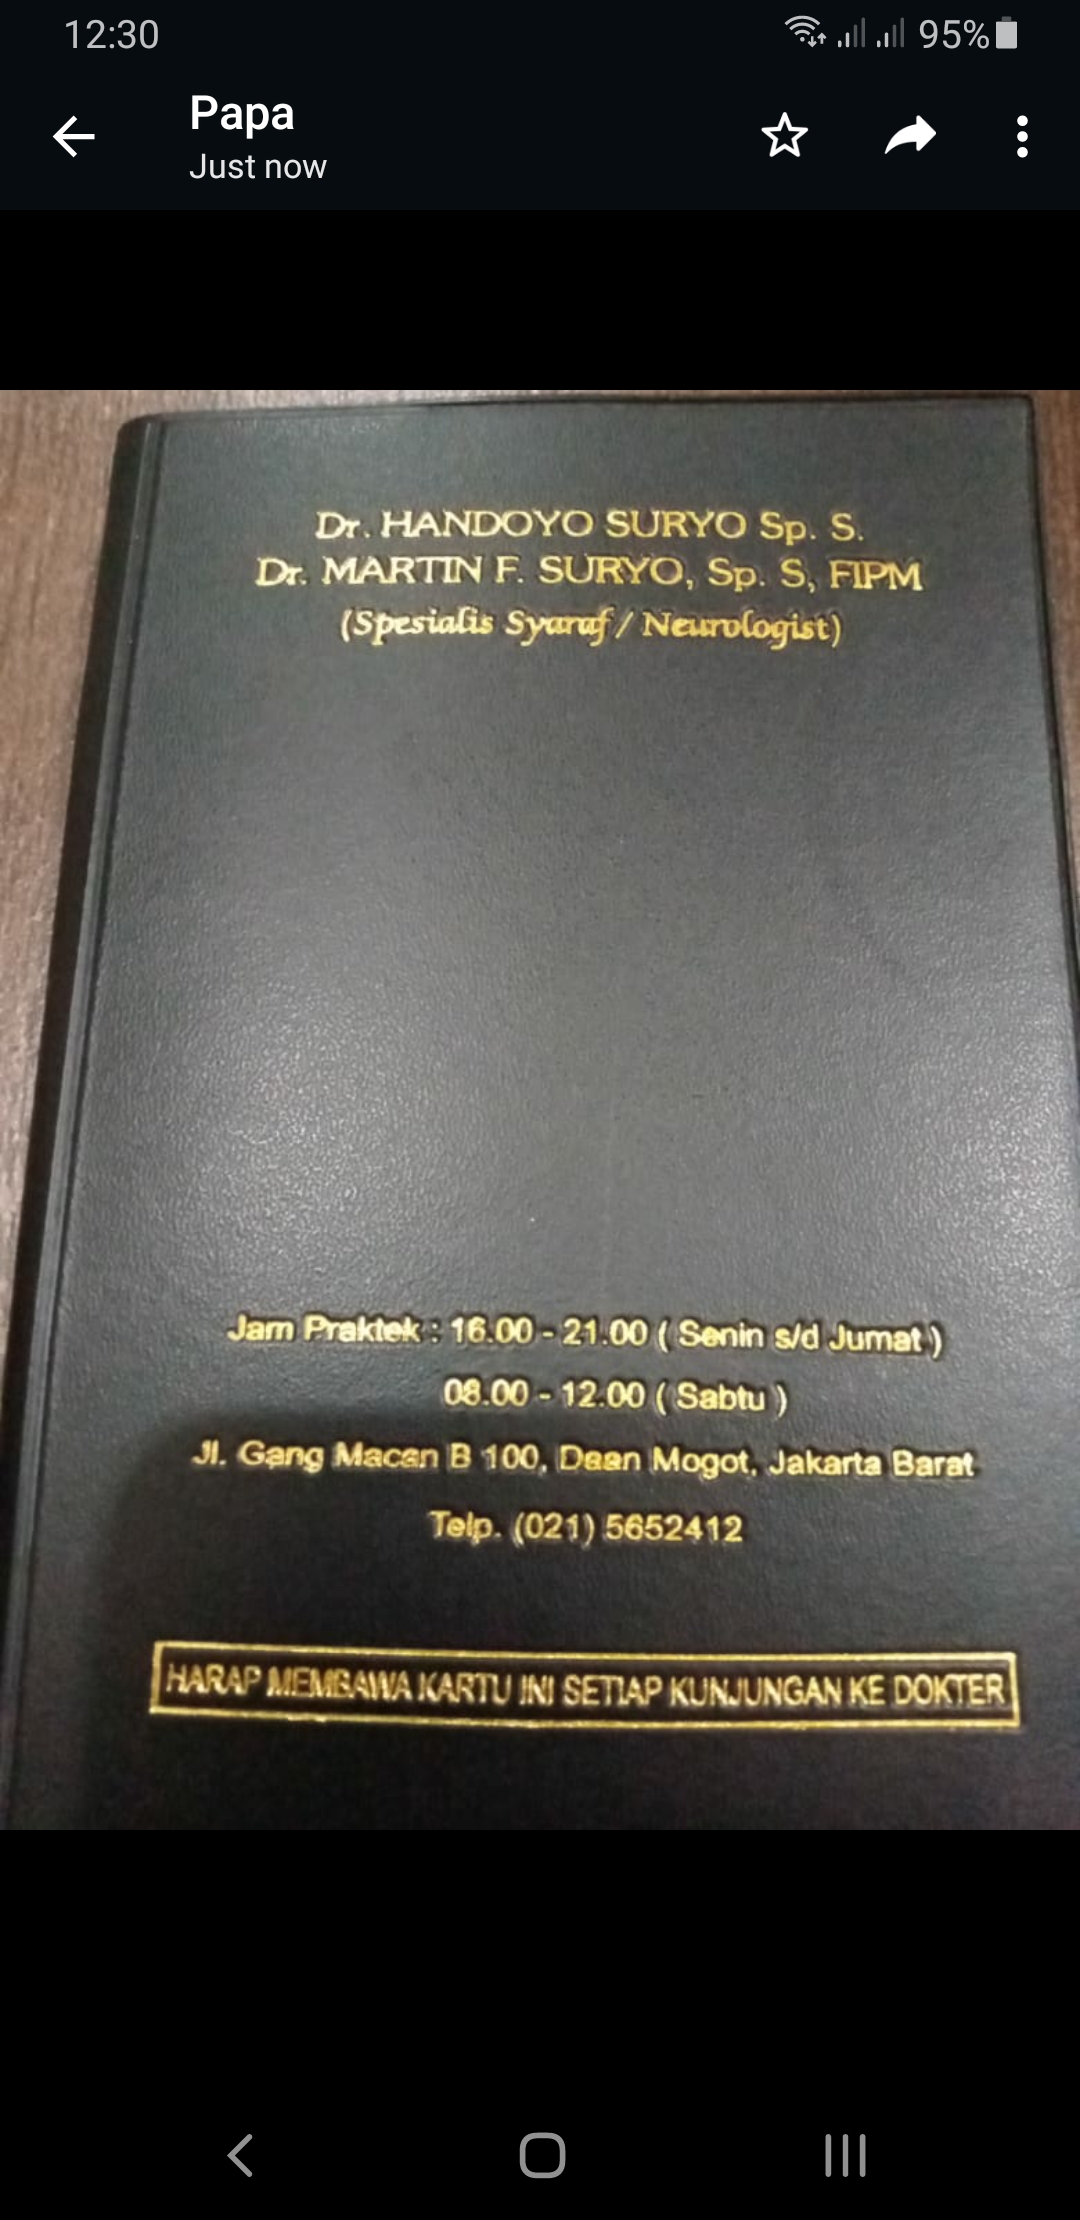 12:30
95%
Papa
Just now
Dr. HANDOYO SURYO Sp. S.
Dr. MARTIN F. SURYO, Sp. S, FIPM
(Spesialis Syaraf / Neurologist)
Jam Praktek : 16.00 - 21.00 ( Senin s/d Jumat )
08.00 - 12.00 ( Sabtu )
Jl. Gang Macan B 100, Daan Mogot, Jakarta Barat
Telp. (021) 5652412
HARAP MEMBAWA KARTU INI SETIAP KUNJUNGAN KE DOKTER